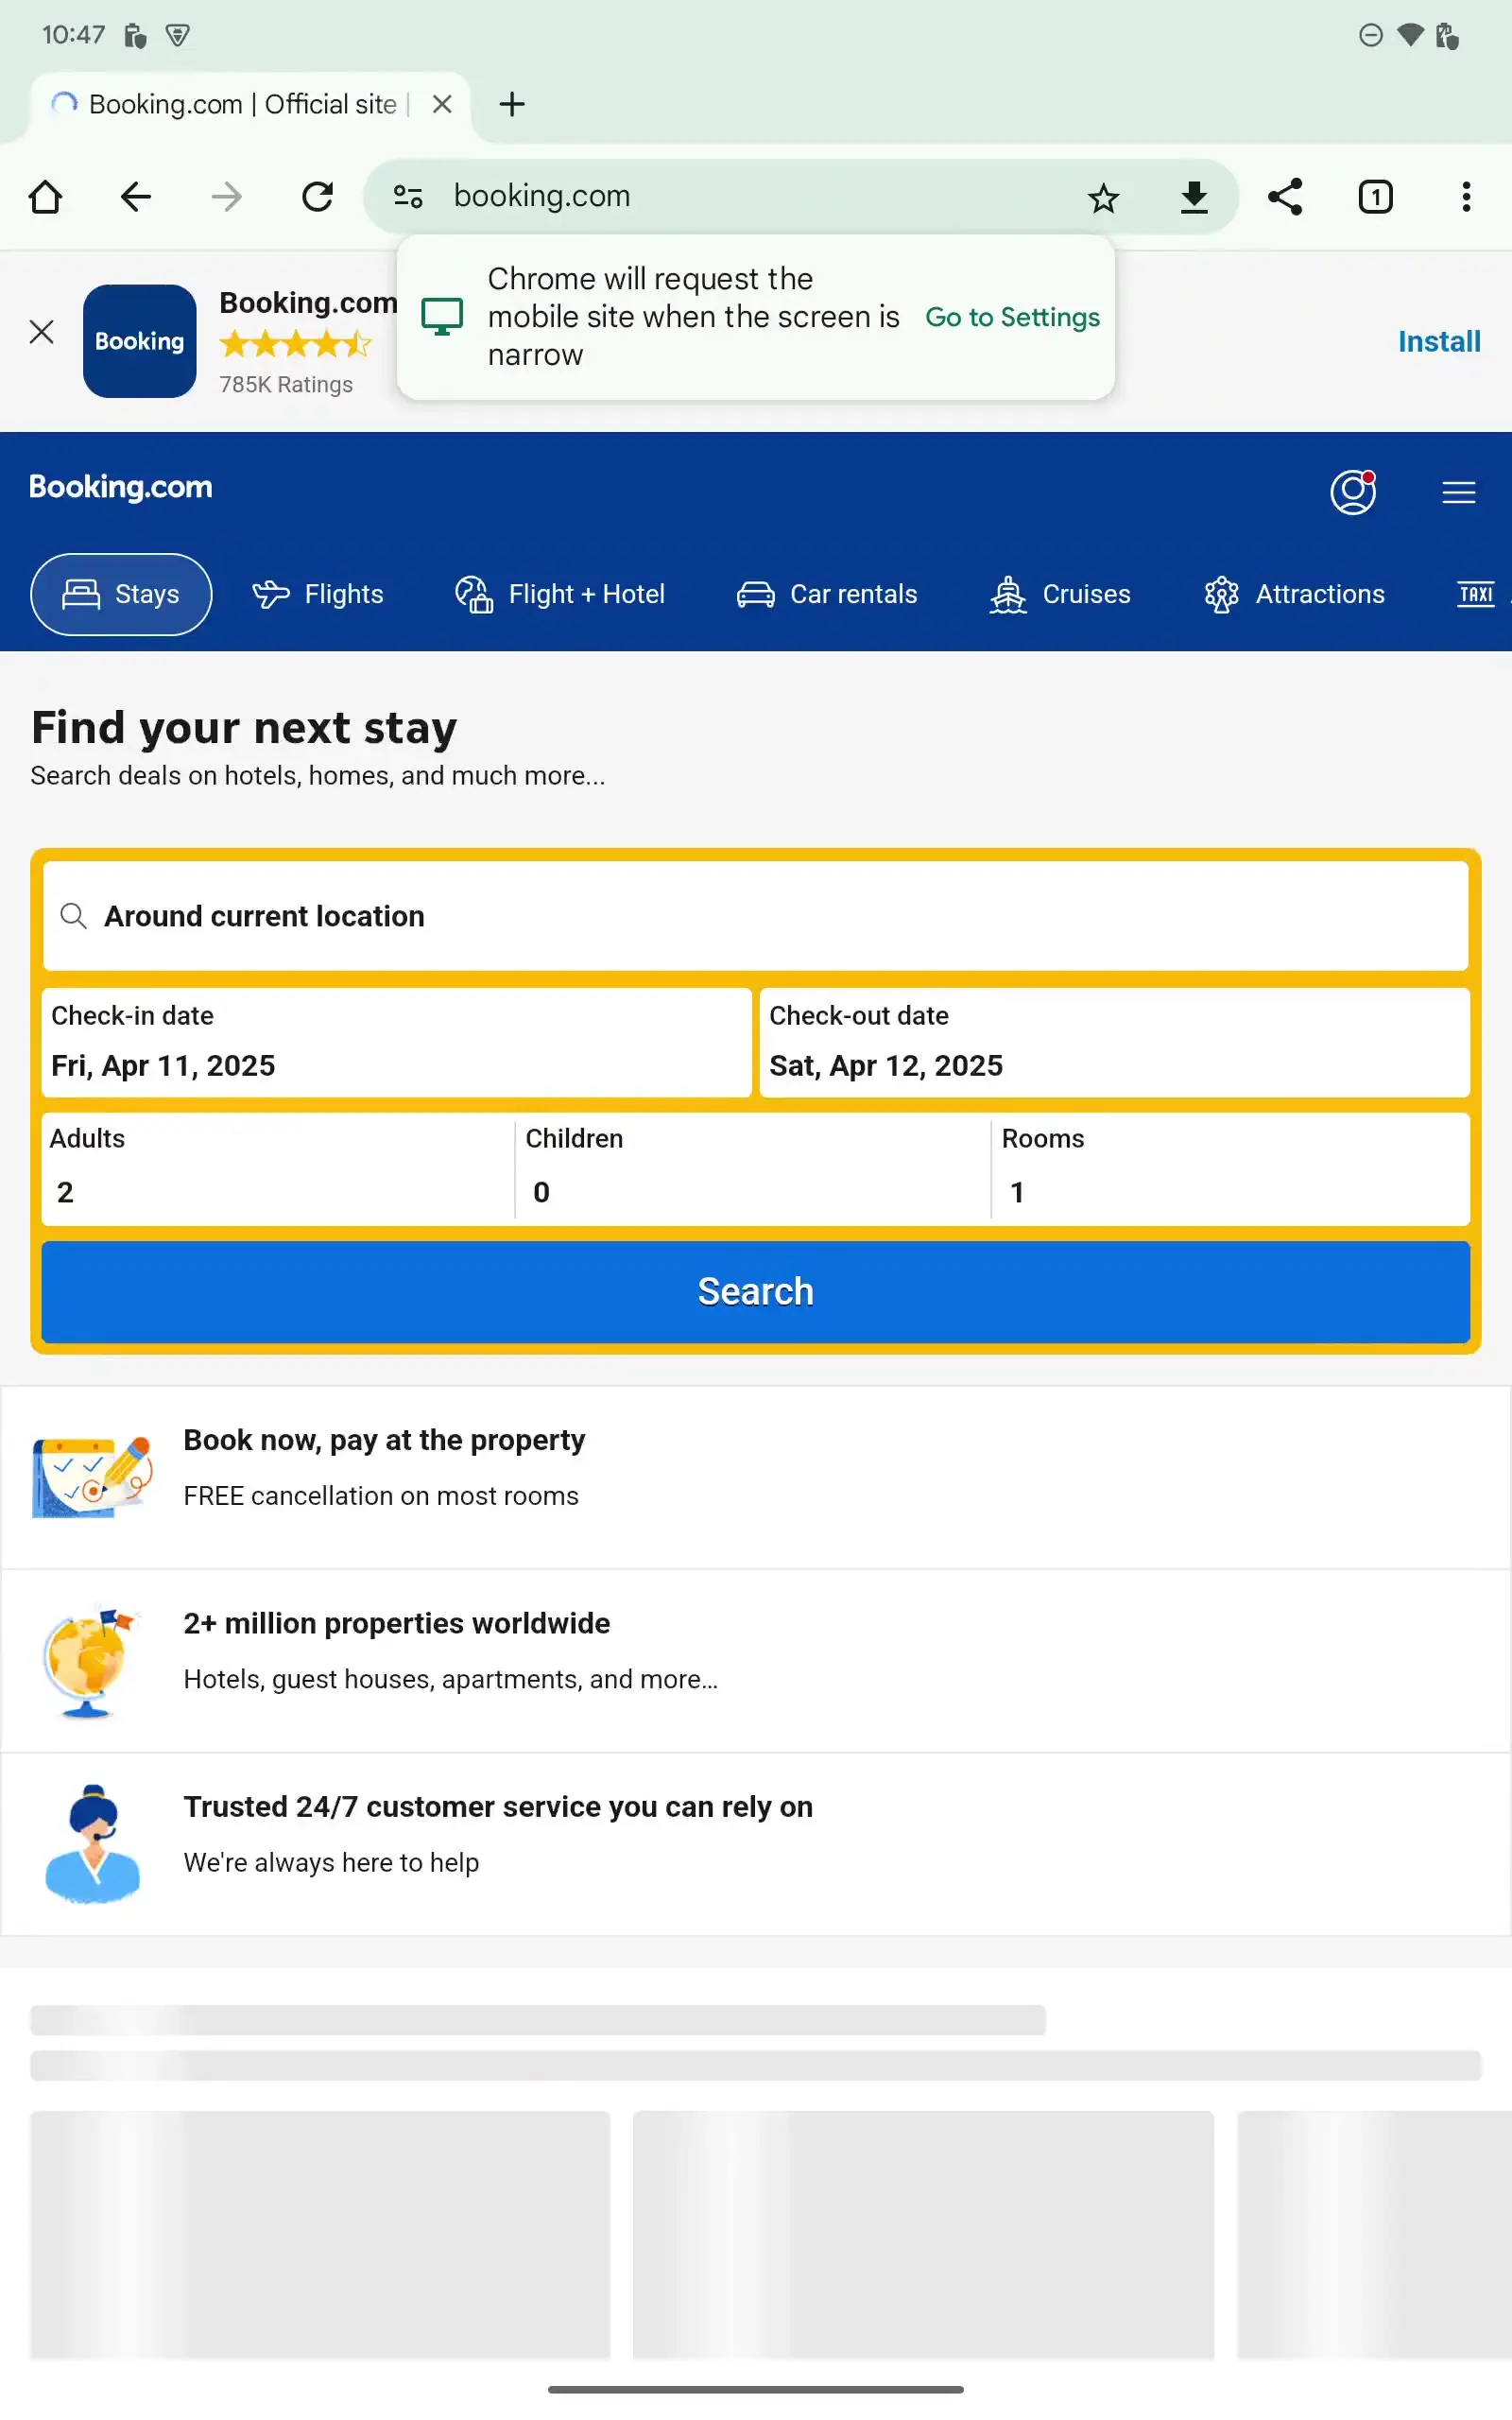 10:47
Booking.com | Official site |
booking.com
1
Chrome will request the
mobile site when the screen is
narrow
Go to Settings
Booking
Booking.com
785K Ratings
Install
Booking.com
Stays
Flights
Flight + Hotel
Car rentals
Cruises
Attractions
TAXI
Find your next stay
Search deals on hotels, homes, and much more...
Around current location
Check-in date
Fri, Apr 11, 2025
Check-out date
Sat, Apr 12, 2025
Adults
2
Children
0
Rooms
1
Search
Book now, pay at the property
FREE cancellation on most rooms
2+ million properties worldwide
Hotels, guest houses, apartments, and more…
Trusted 24/7 customer service you can rely on
We're always here to help